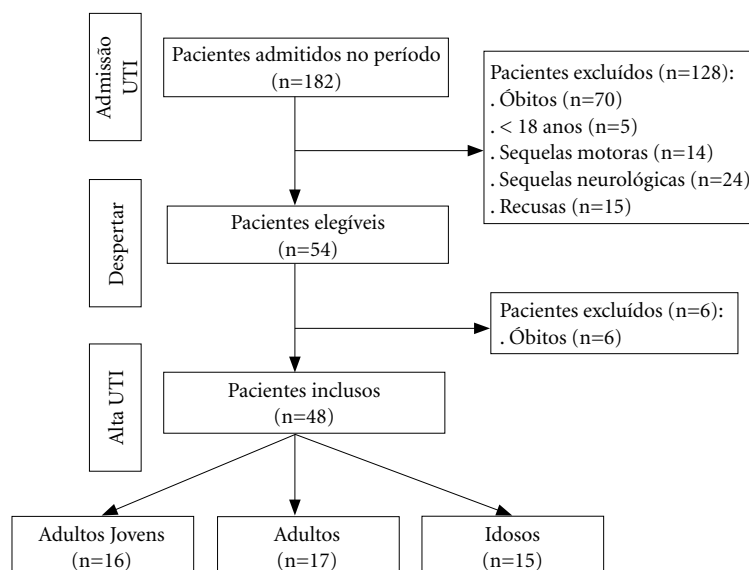 Admissão
UTI
Pacientes admitidos no período
(n=182)
Pacientes excluídos (n=128):
. Óbitos (n=70)
. < 18 anos (n=5)
. Sequelas motoras (n=14)
. Sequelas neurológicas (n=24)
. Recusas (n=15)
Despertar
Pacientes elegíveis
(n=54)
Pacientes excluídos (n=6):
. Óbitos (n=6)
Alta UTI
Pacientes inclusos
(n=48)
Adultos Jovens
(n=16)
Adultos
(n=17)
Idosos
(n=15)